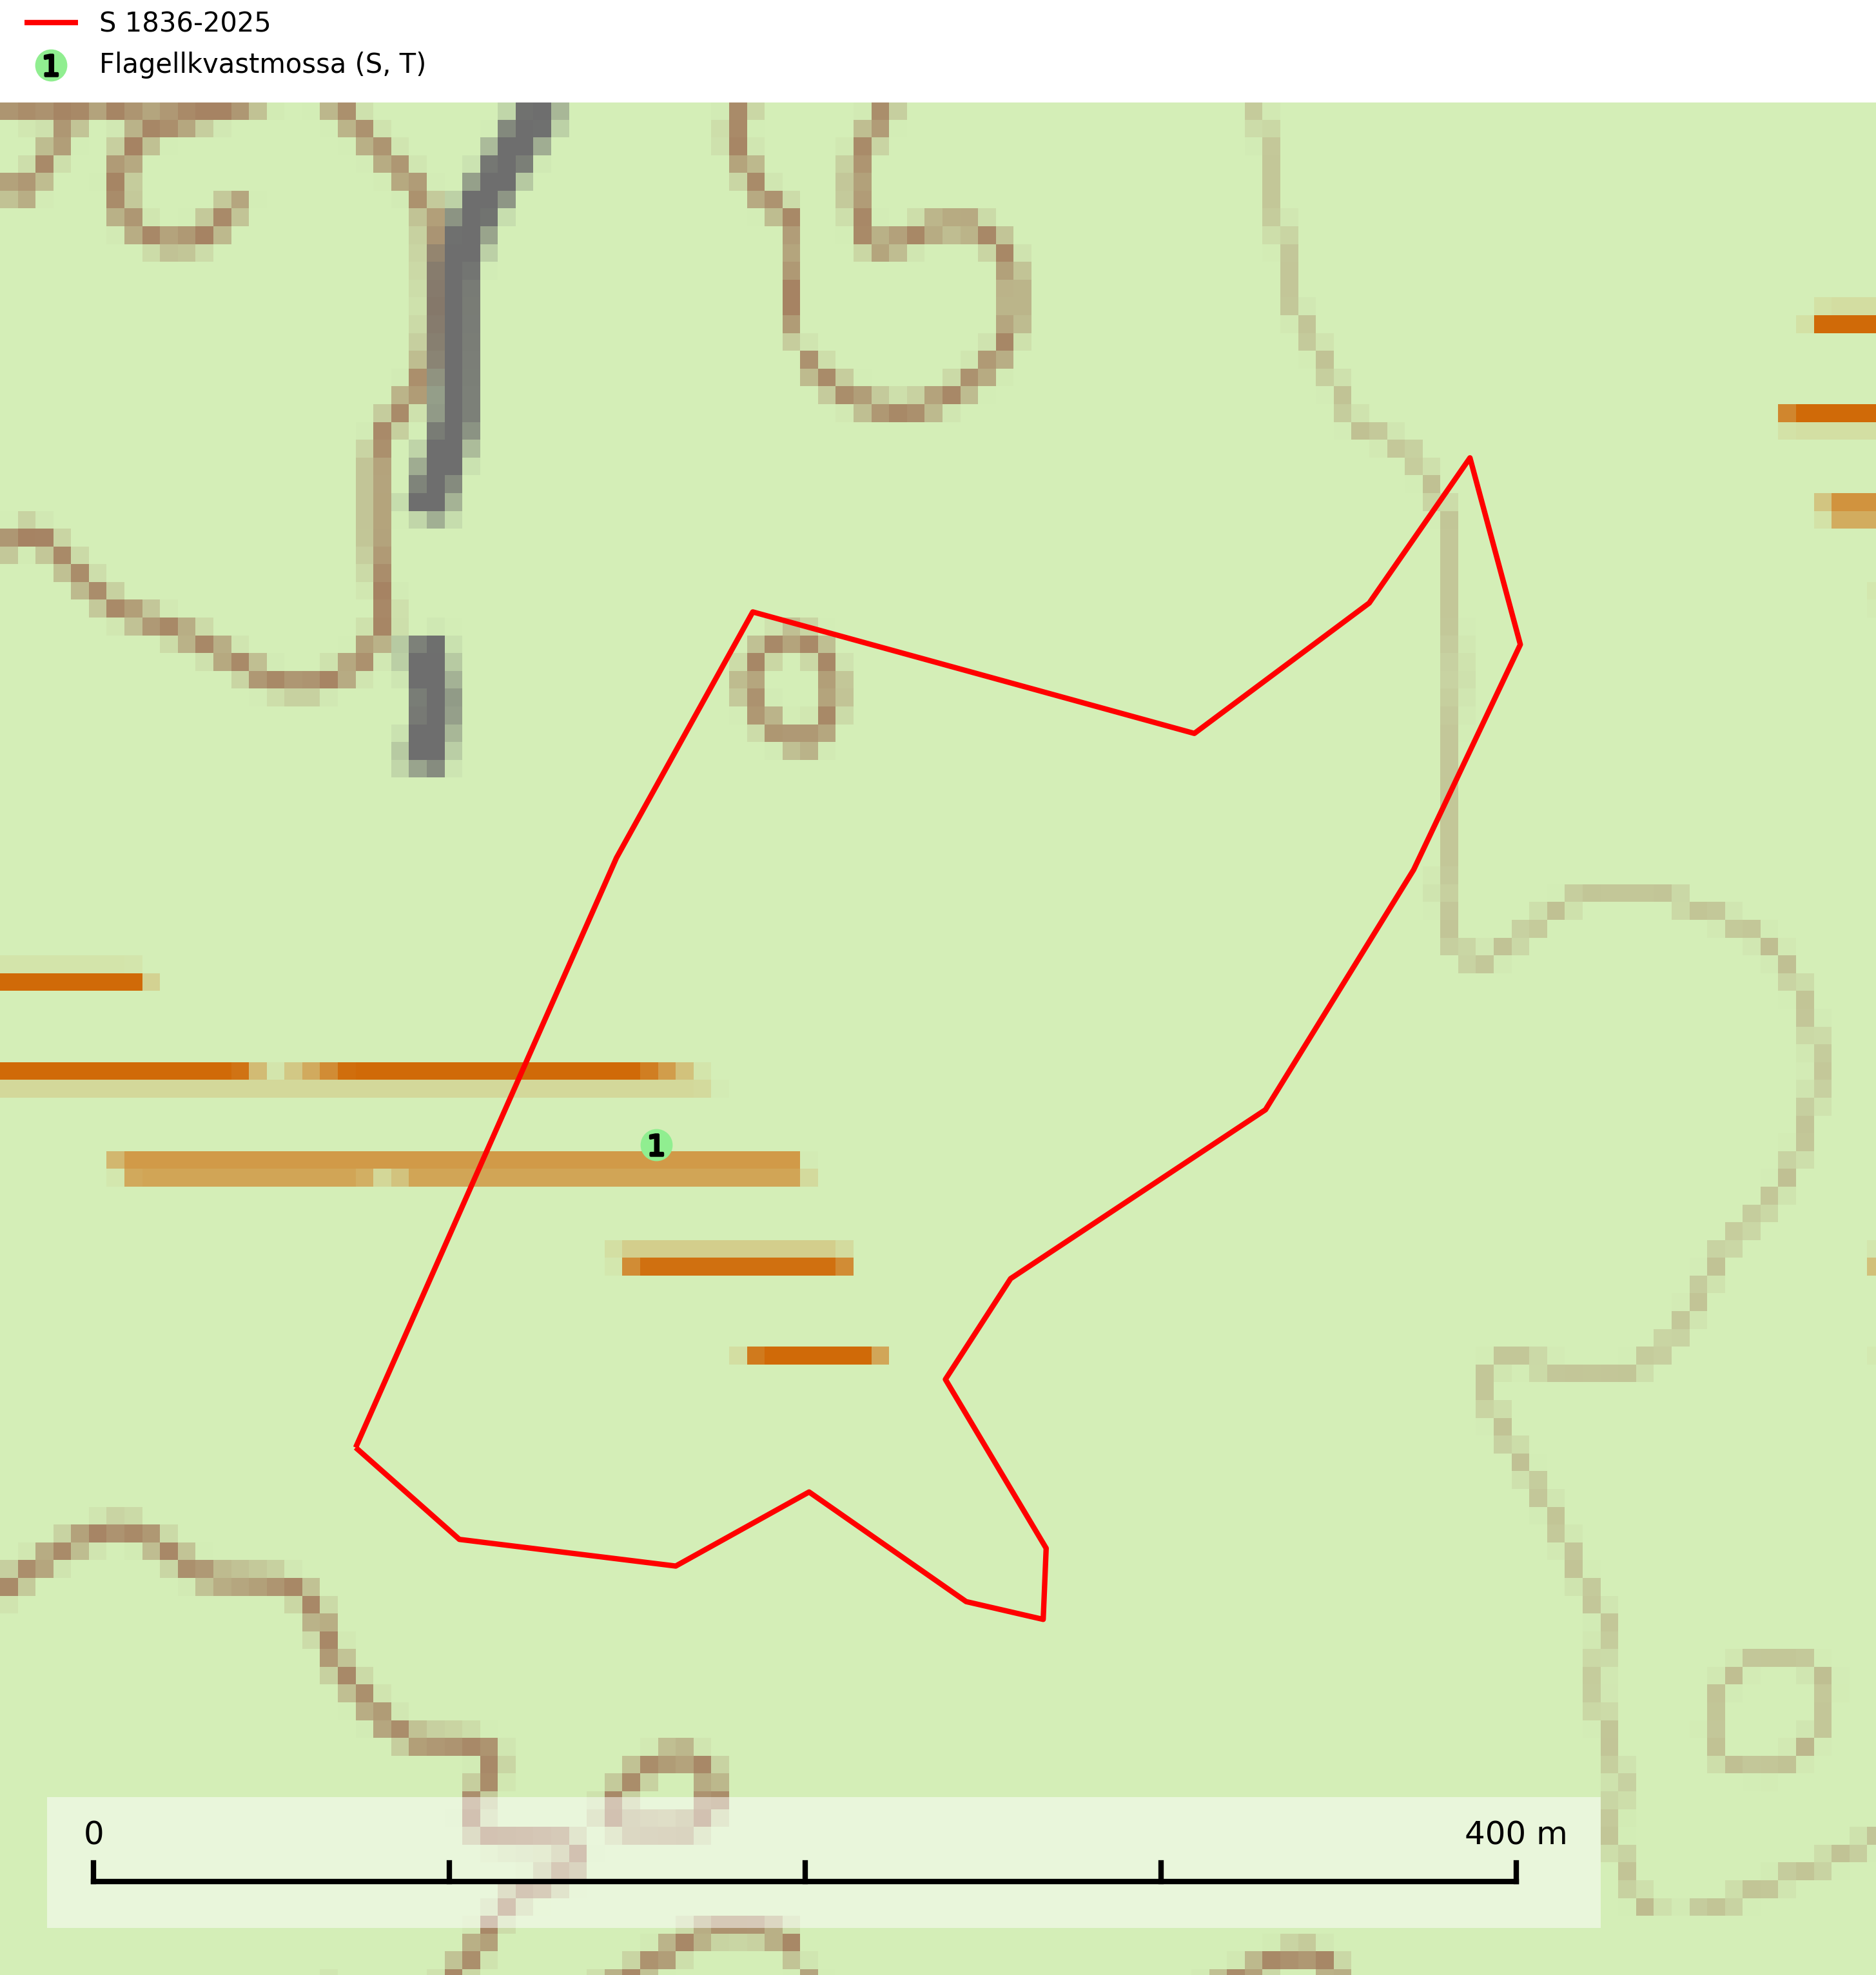 S 1836-2025
1 Flagellkvastmossa (S, T)
1
0 400 m